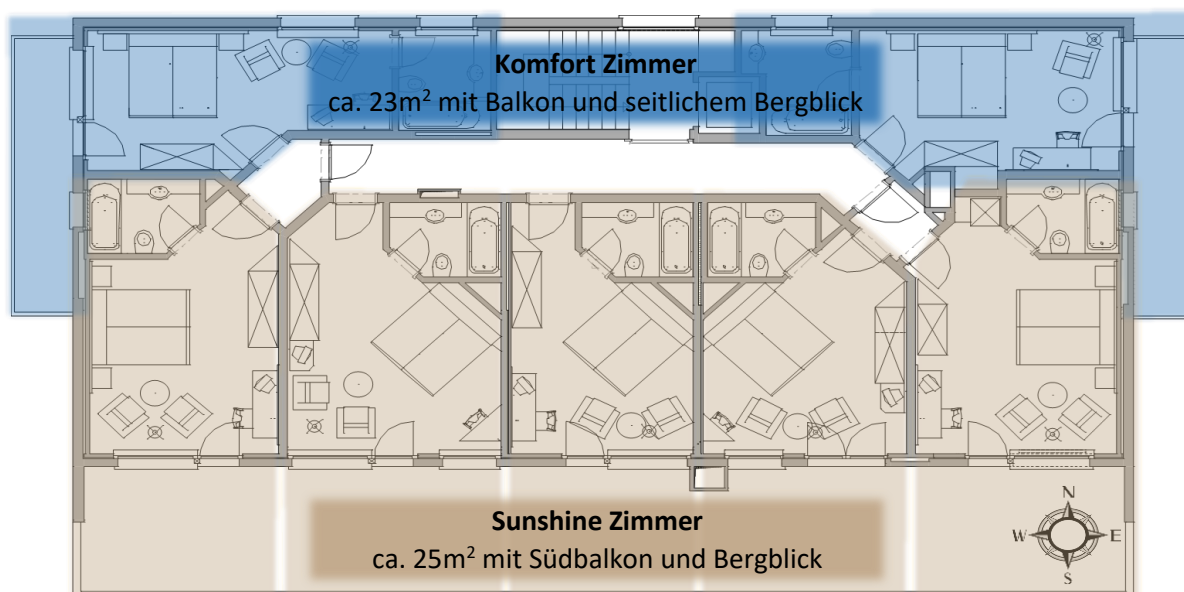 Komfort Zimmer
ca. 23m² mit Balkon und seitlichem Bergblick
Sunshine Zimmer
ca. 25m² mit Südbalkon und Bergblick
N
W E
S